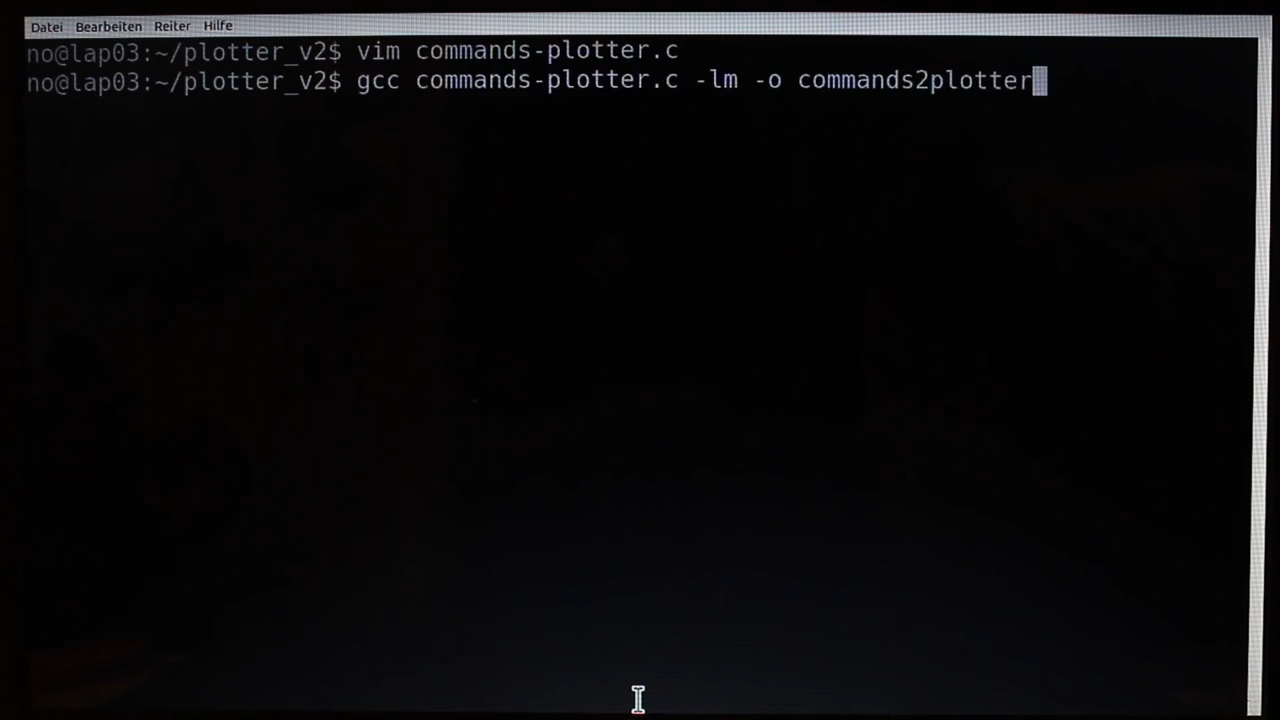 Datei Bearbeiten Reiter Hilfe
no@lap03:~/plotter_v2$ vim commands-plotter.c
no@lap03:~/plotter_v2$ gcc commands-plotter.c -lm -o commands2plotter